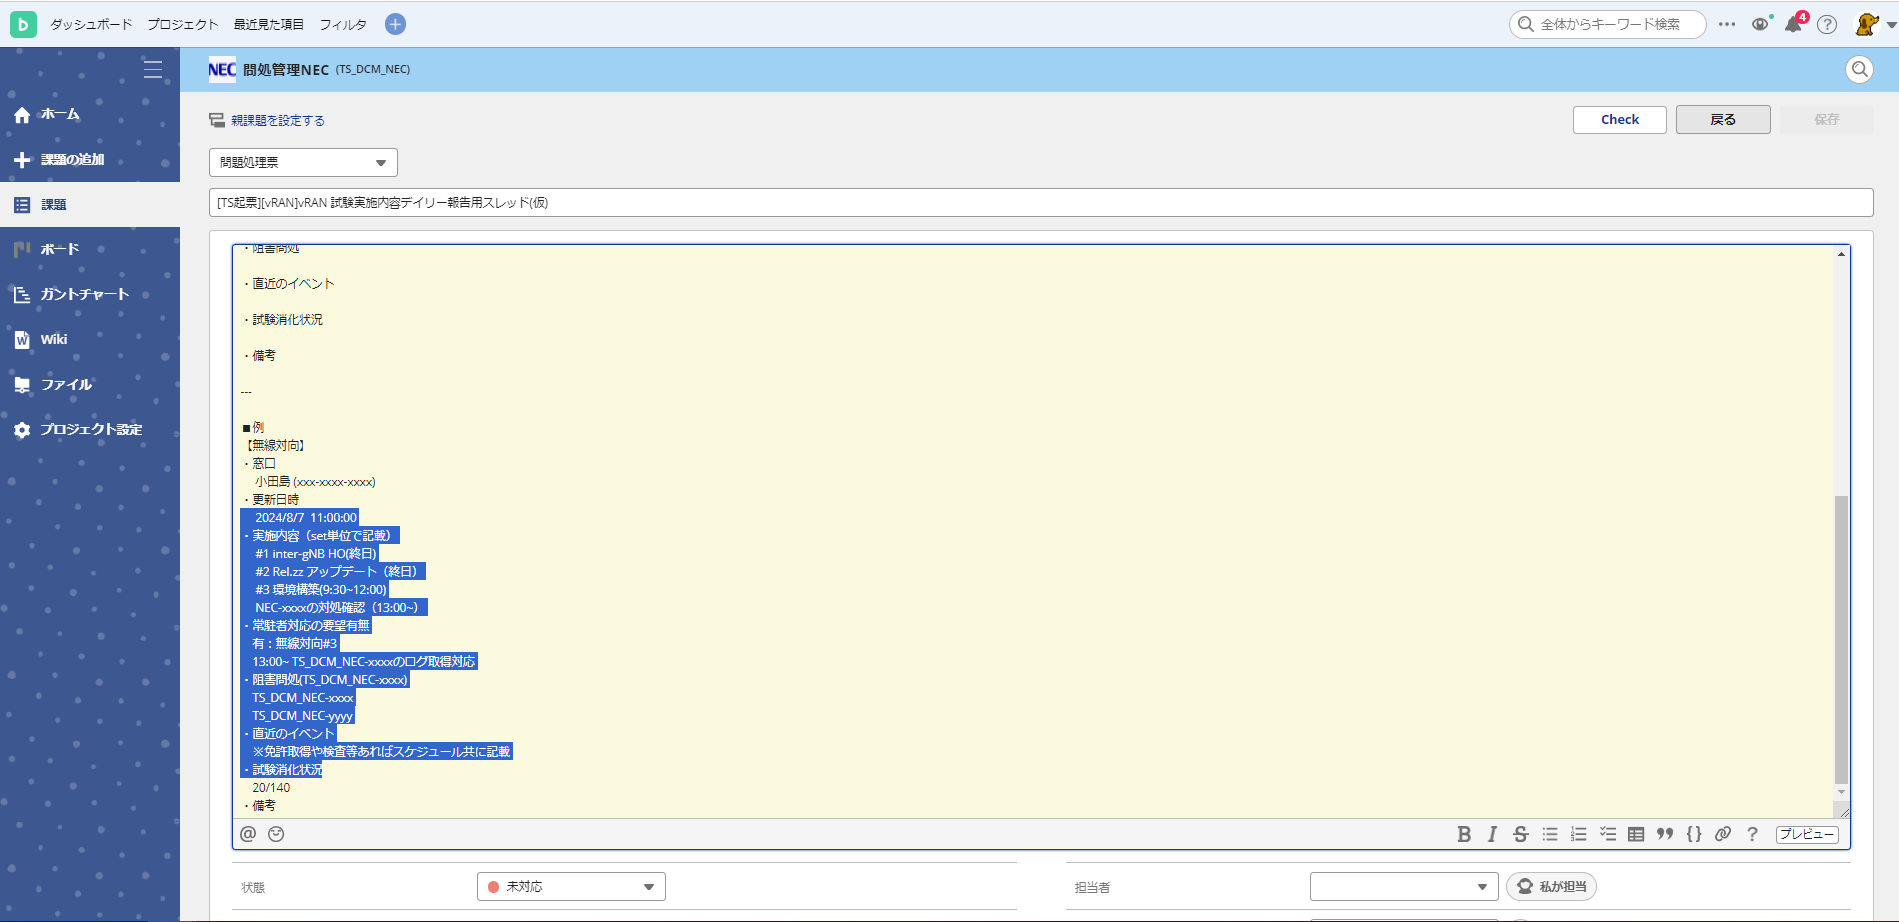 b ダッシュボード プロジェクト 最近見た項目 フィルタ + 全体からキーワード検索 4 ?
NEC 問処管理NEC (TS_DCM_NEC)
ホーム
課題の追加
課題
ボード
ガントチャート
Wiki
ファイル
プロジェクト設定
親課題を設定する
Check 戻る 保存
問題処理票
[TS起票][vRAN]vRAN 試験実施内容デイリー報告用スレッド(仮)
・阻害問処
・直近のイベント
・試験消化状況
・備考
---
■例
【無線対向】
・窓口
小田島 (xxx-xxxx-xxxx)
・更新日時
2024/8/7 11:00:00
・実施内容（set単位で記載）
#1 inter-gNB HO(終日)
#2 Rel.zz アップデート（終日）
#3 環境構築(9:30~12:00)
NEC-xxxxの対処確認（13:00~）
・常駐者対応の要望有無
有：無線対向#3
13:00~ TS_DCM_NEC-xxxxのログ取得対応
・阻害問処(TS_DCM_NEC-xxxx)
TS_DCM_NEC-xxxx
TS_DCM_NEC-yyyy
・直近のイベント
※免許取得や検査等あればスケジュール共に記載
・試験消化状況
20/140
・備考
@ B I S ? プレビュー
状態 未対応 担当者 私が担当